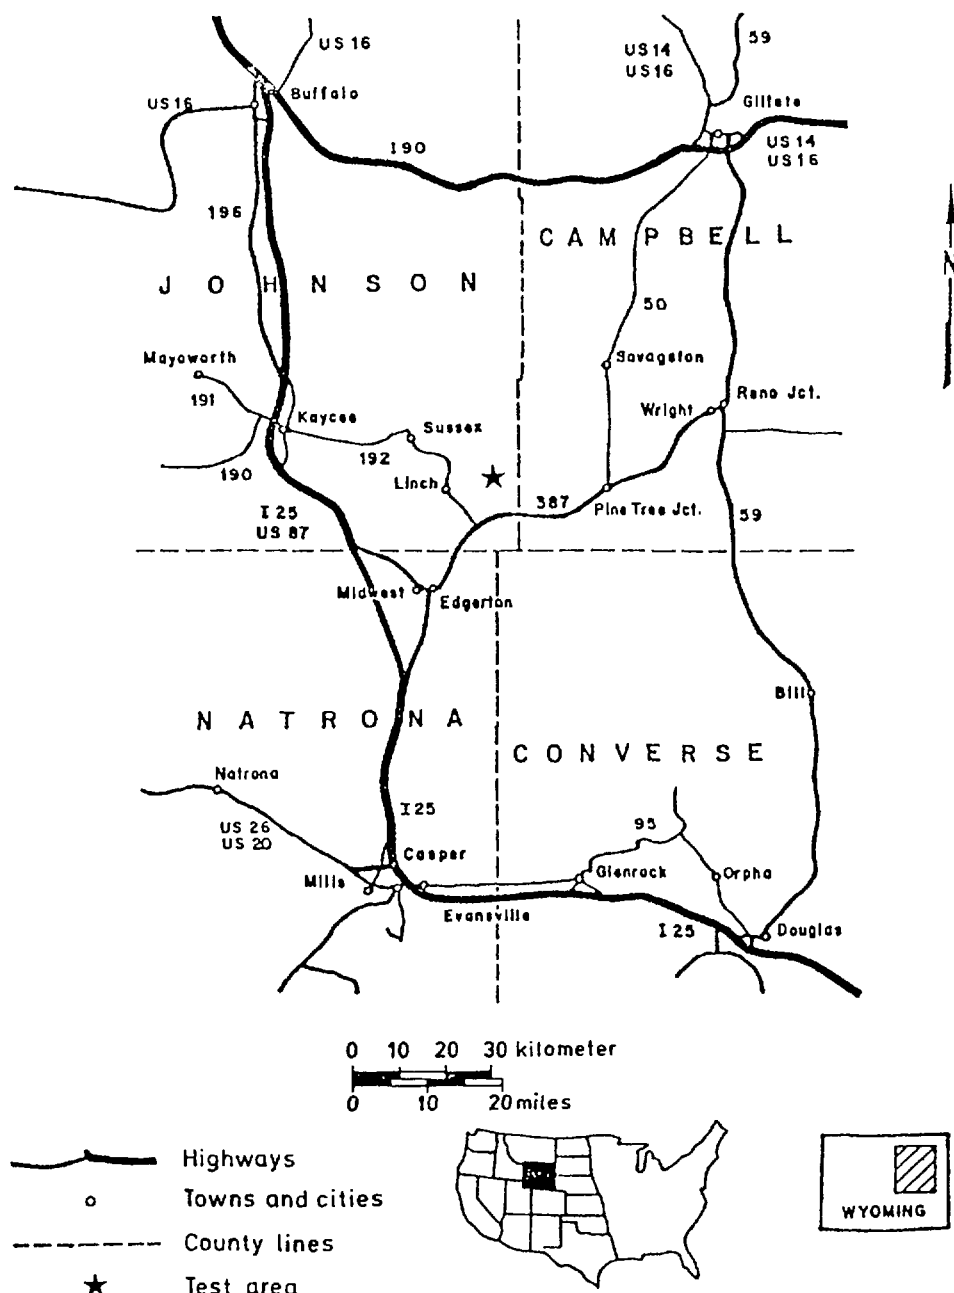 US 16
US 14
US 16
59
Buffalo
US 16
Gillete
I 90
US 14
US 16
196
CAMPBELL
N
JOHNSON
50
Mayoworth
Savageton
191
Reno Jct.
Wright
Kaycee
Sussex
192
190
Linch
387
Pine Tree Jct.
59
I 25
US 87
Midwest
Edgerton
Bill
NATRONA
CONVERSE
Natrona
US 26
US 20
I 25
95
Casper
Mills
Glenrock
Orpha
Evansville
I 25
Douglas
0 10 20 30 kilometer
0 10 20 miles
Highways
Towns and cities
County lines
Test area
WYOMING